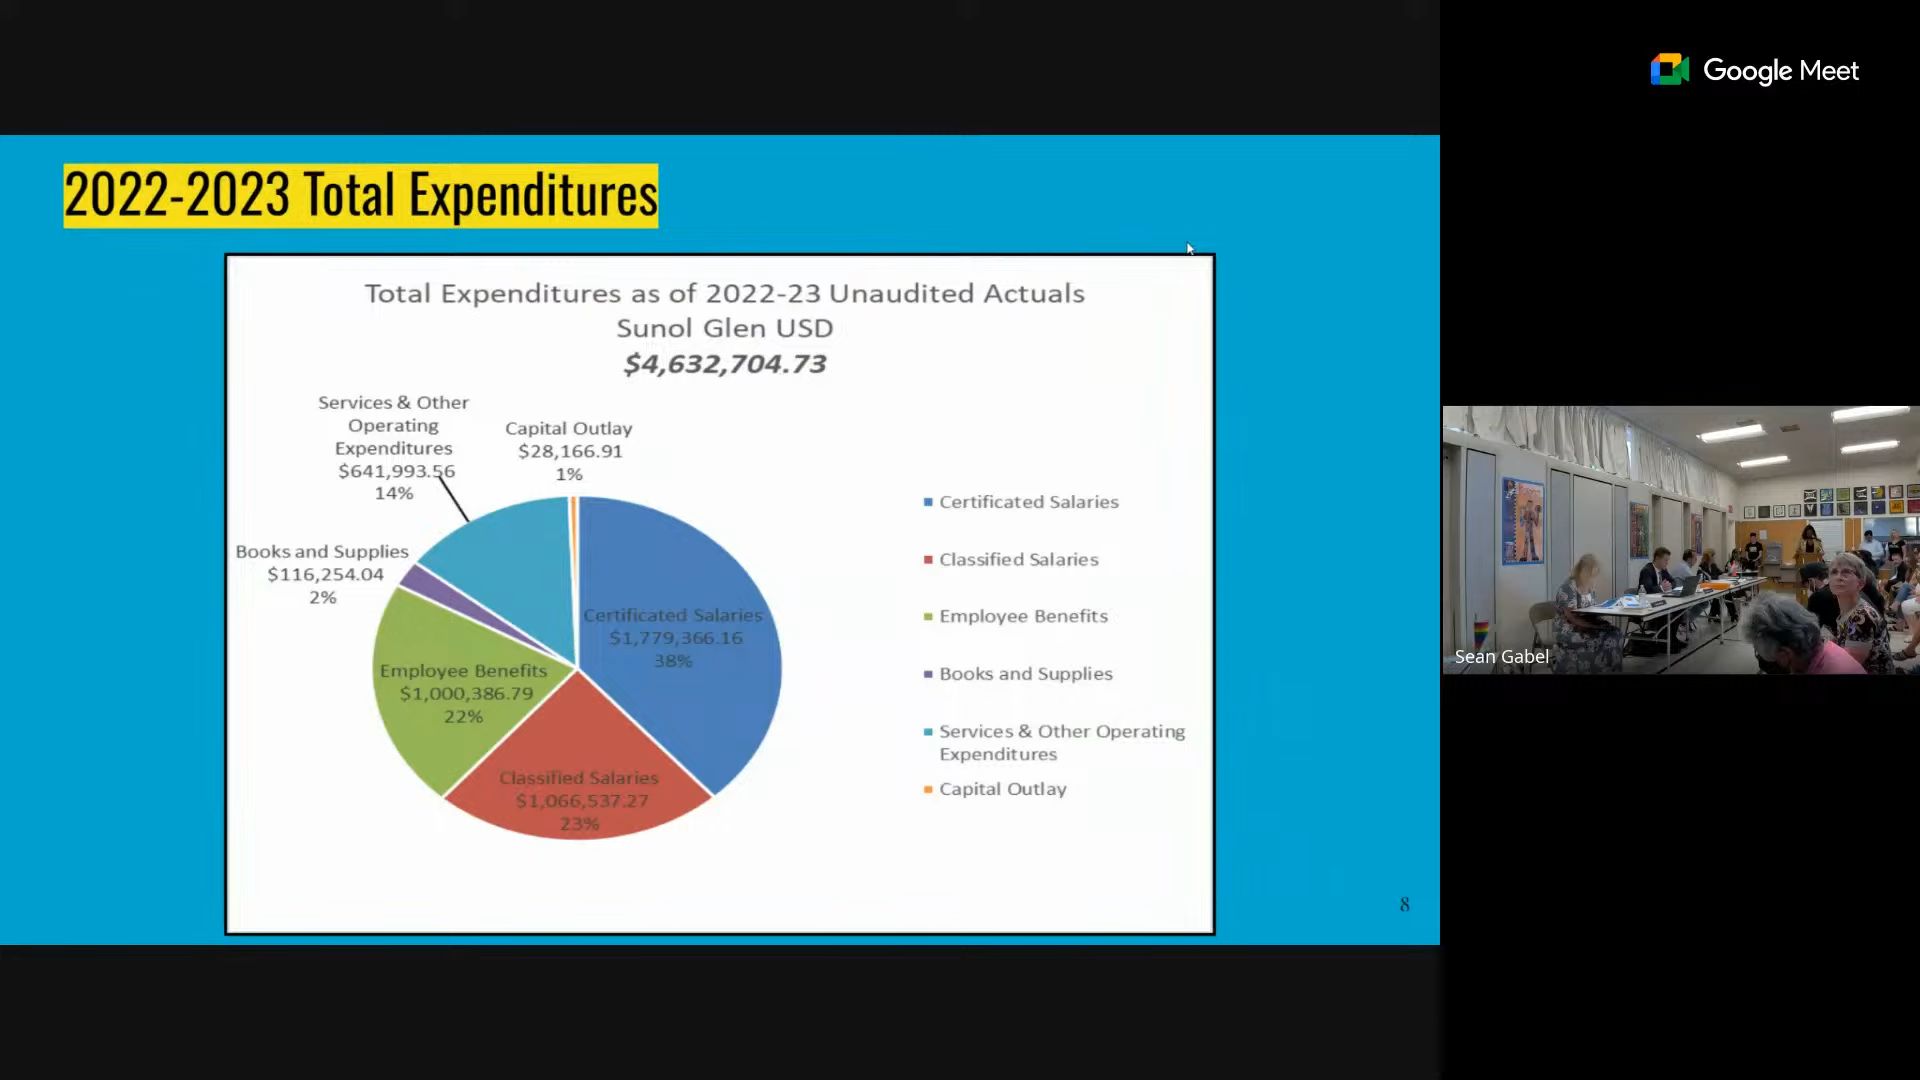 Google Meet
2022-2023 Total Expenditures
Total Expenditures as of 2022-23 Unaudited Actuals
Sunol Glen USD
$4,632,704.73
Services & Other
Operating
Expenditures
$641,993.56
14%
Capital Outlay
$28,166.91
1%
Books and Supplies
$116,254.04
2%
Certificated Salaries
$1,779,366.16
38%
Employee Benefits
$1,000,386.79
22%
Classified Salaries
$1,066,537.27
23%
Certificated Salaries
Classified Salaries
Employee Benefits
Books and Supplies
Services & Other Operating
Expenditures
Capital Outlay
8
Sean Gabel